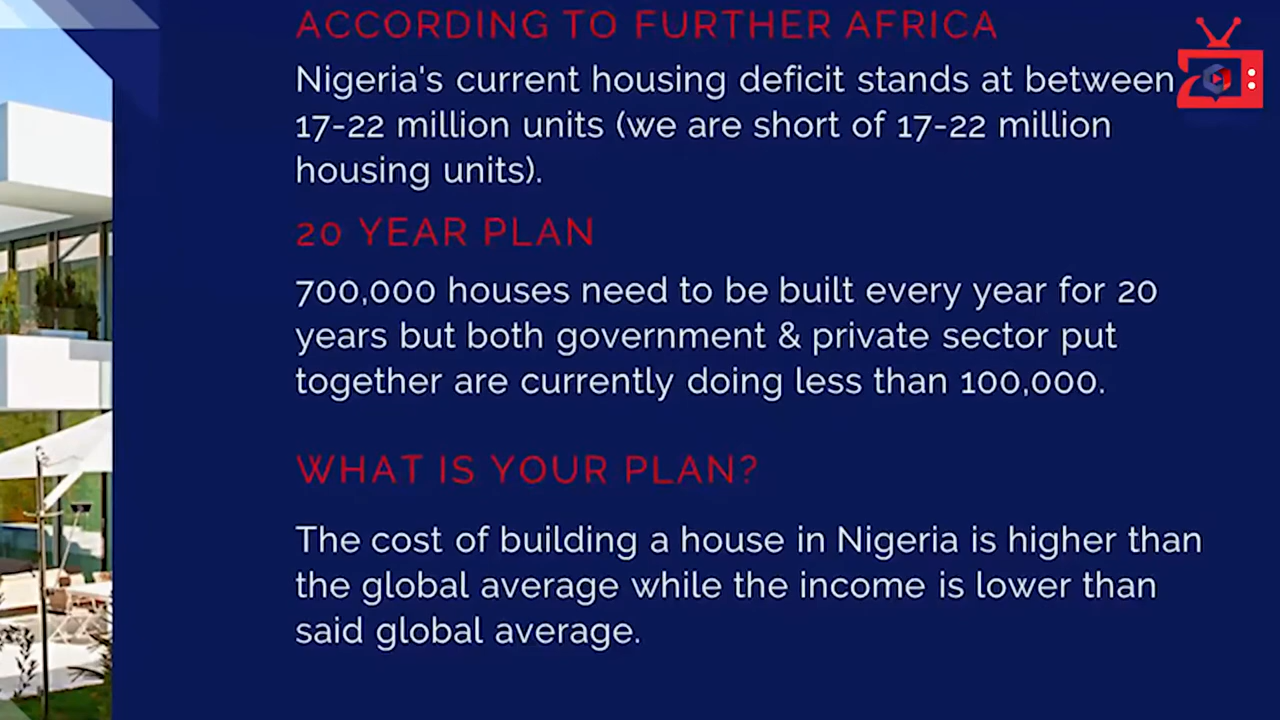 ACCORDING TO FURTHER AFRICA
Nigeria's current housing deficit stands at between
17-22 million units (we are short of 17-22 million
housing units).
20 YEAR PLAN
700,000 houses need to be built every year for 20
years but both government & private sector put
together are currently doing less than 100,000.
WHAT IS YOUR PLAN?
The cost of building a house in Nigeria is higher than
the global average while the income is lower than
said global average.